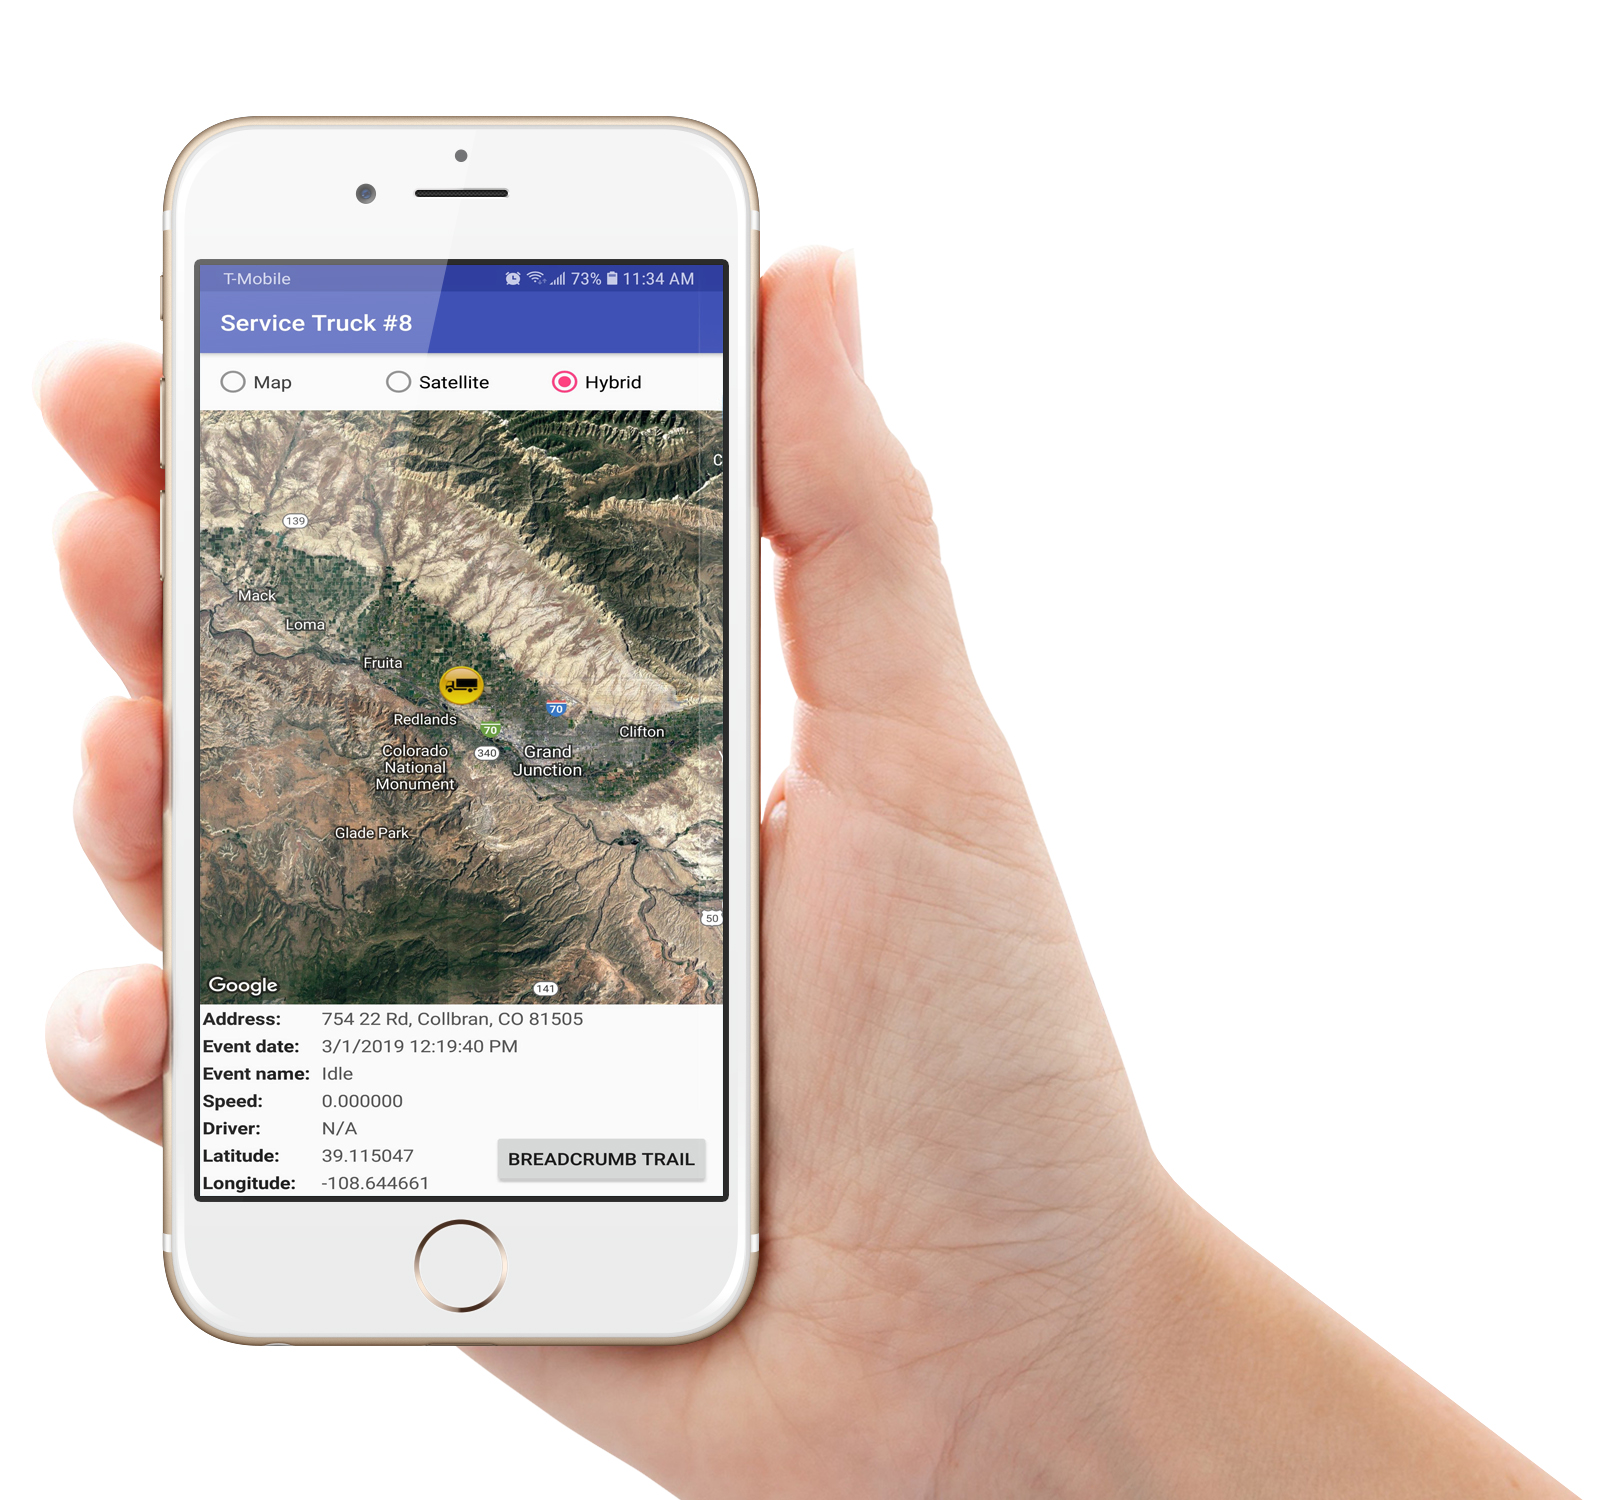 T-Mobile 73% 11:34 AM
Service Truck #8
Map Satellite Hybrid
C
139
Mack
Loma
Fruita
70
Redlands
70
Clifton
340
Colorado
National
Monument
Grand
Junction
Glade Park
50
Google
141
Address: 754 22 Rd, Collbran, CO 81505
Event date: 3/1/2019 12:19:40 PM
Event name: Idle
Speed: 0.000000
Driver: N/A
Latitude: 39.115047
BREADCRUMB TRAIL
Longitude: -108.644661